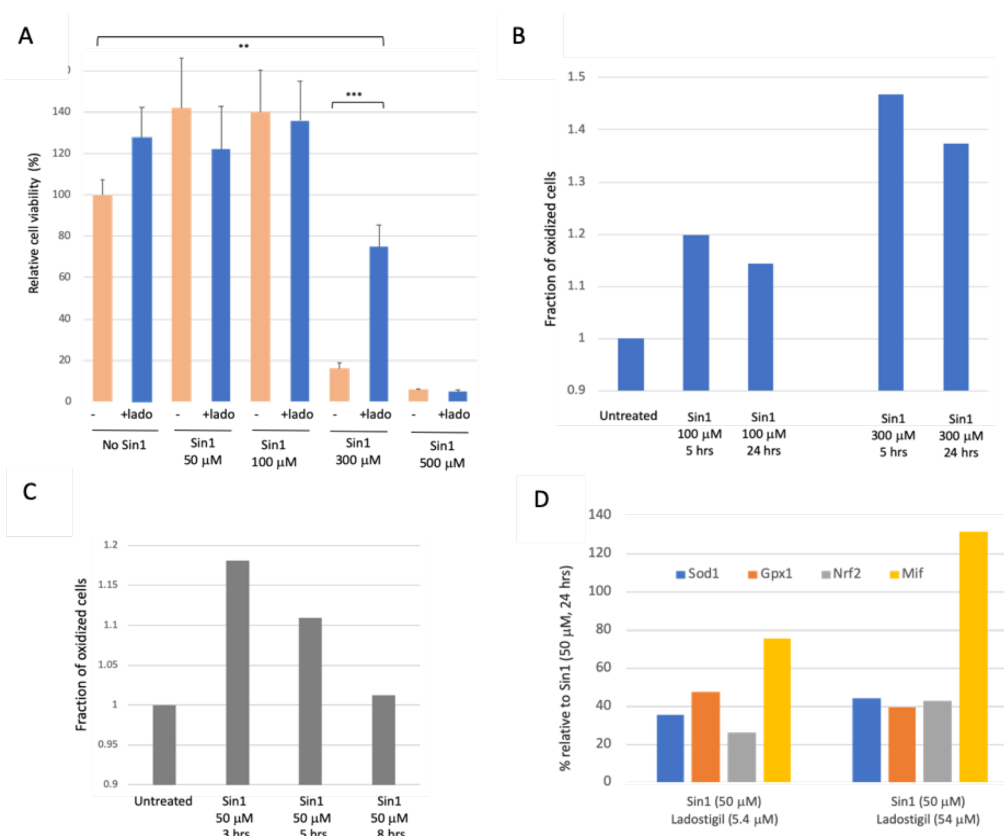 A
**
***
0
140
120
100
80
60
40
20
0
Relative cell viability (%)
- +lado - +lado - +lado - +lado - +lado
No Sin1
Sin1
50 μM
Sin1
100 μM
Sin1
300 μM
Sin1
500 μM
B
1.5
1.4
1.3
1.2
1.1
1
0.9
Fraction of oxidized cells
Untreated
Sin1
100 μM
5 hrs
Sin1
100 μM
24 hrs
Sin1
300 μM
5 hrs
Sin1
300 μM
24 hrs
C
1.2
1.15
1.1
1.05
1
0.95
0.9
Fraction of oxidized cells
Untreated
Sin1
50 μM
3 hrs
Sin1
50 μM
5 hrs
Sin1
50 μM
8 hrs
D
140
120
100
80
60
40
20
0
% relative to Sin1 (50 μM, 24 hrs)
Sod1 Gpx1 Nrf2 Mif
Sin1 (50 μM)
Ladostigil (5.4 μM)
Sin1 (50 μM)
Ladostigil (54 μM)